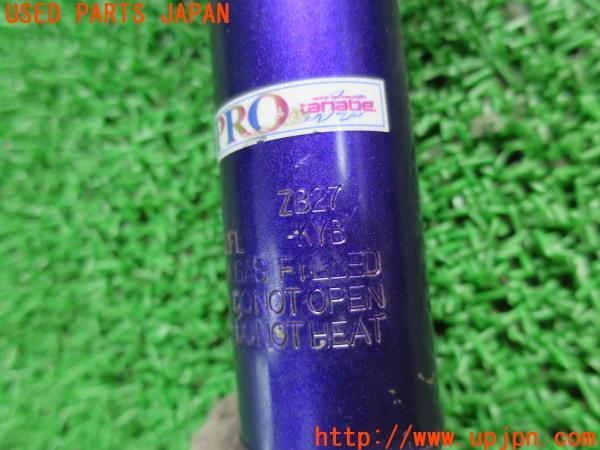 USED PARTS JAPAN
PRO tanabe
ZB27
KYB
GAS FILLED
DO NOT OPEN
DO NOT HEAT
http://www.upjpn.com